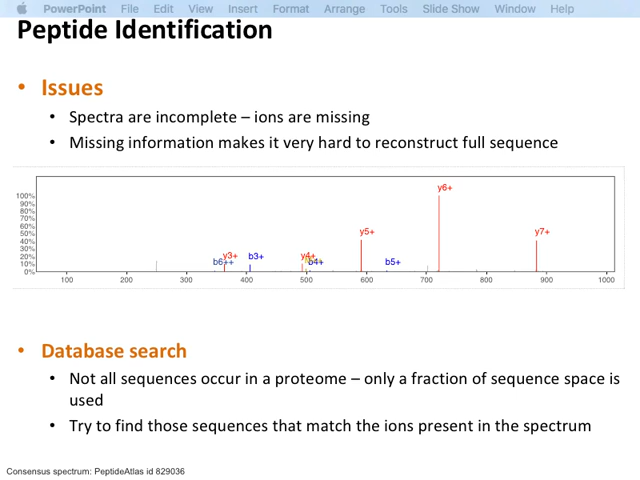 PowerPoint File Edit View Insert Format Arrange Tools Slide Show Window Help
Peptide Identification
• Issues
• Spectra are incomplete – ions are missing
• Missing information makes it very hard to reconstruct full sequence
100%
90%
80%
70%
60%
50%
40%
30%
20%
10%
0%
y6+
y5+
y7+
y3+
b3+
y4+
b6++
b4+
b5+
100 200 300 400 500 600 700 800 900 1000
• Database search
• Not all sequences occur in a proteome – only a fraction of sequence space is
used
• Try to find those sequences that match the ions present in the spectrum
Consensus spectrum: PeptideAtlas id 829036